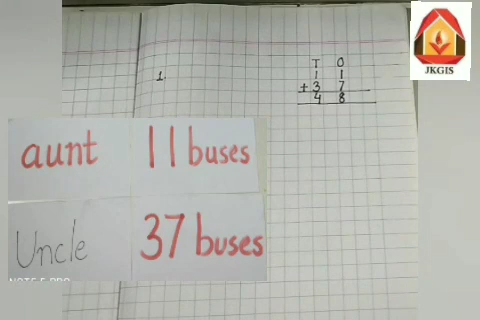 JKGIS
T O
1. 1 1
+ 3 7
4 8
aunt 11 buses
Uncle 37 buses